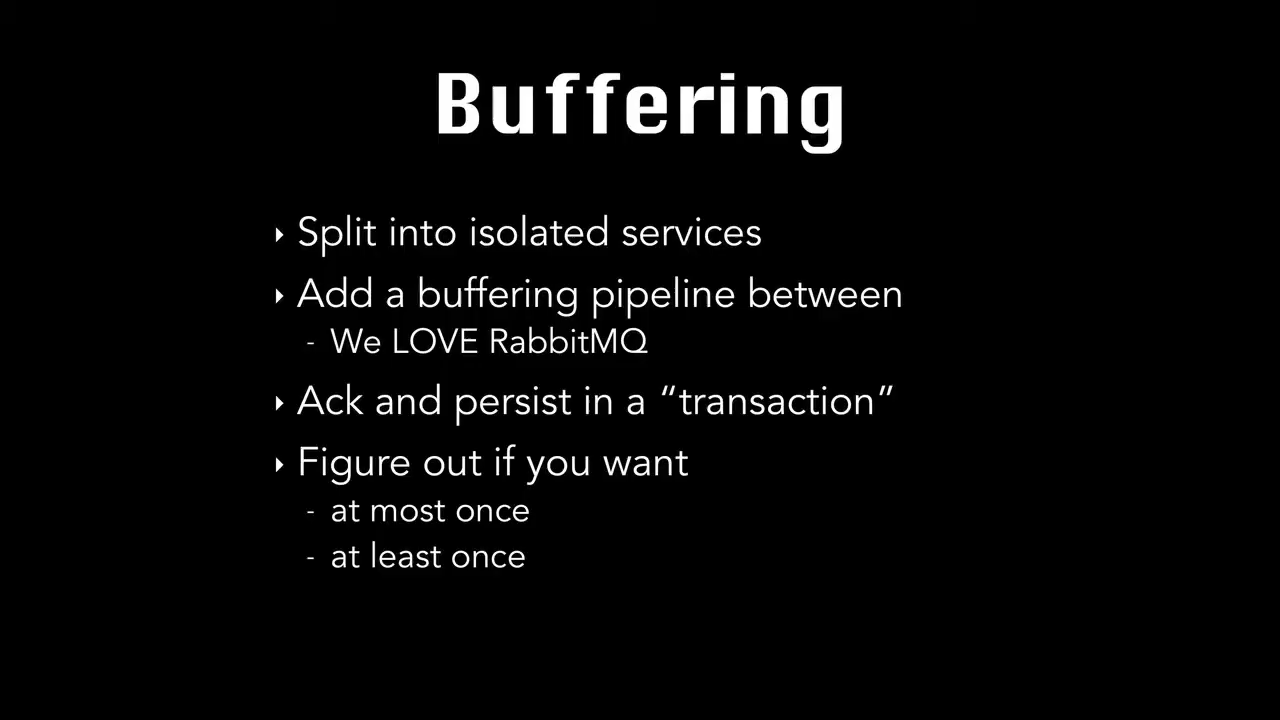 Buffering
‣ Split into isolated services
‣ Add a buffering pipeline between
- We LOVE RabbitMQ
‣ Ack and persist in a “transaction”
‣ Figure out if you want
- at most once
- at least once